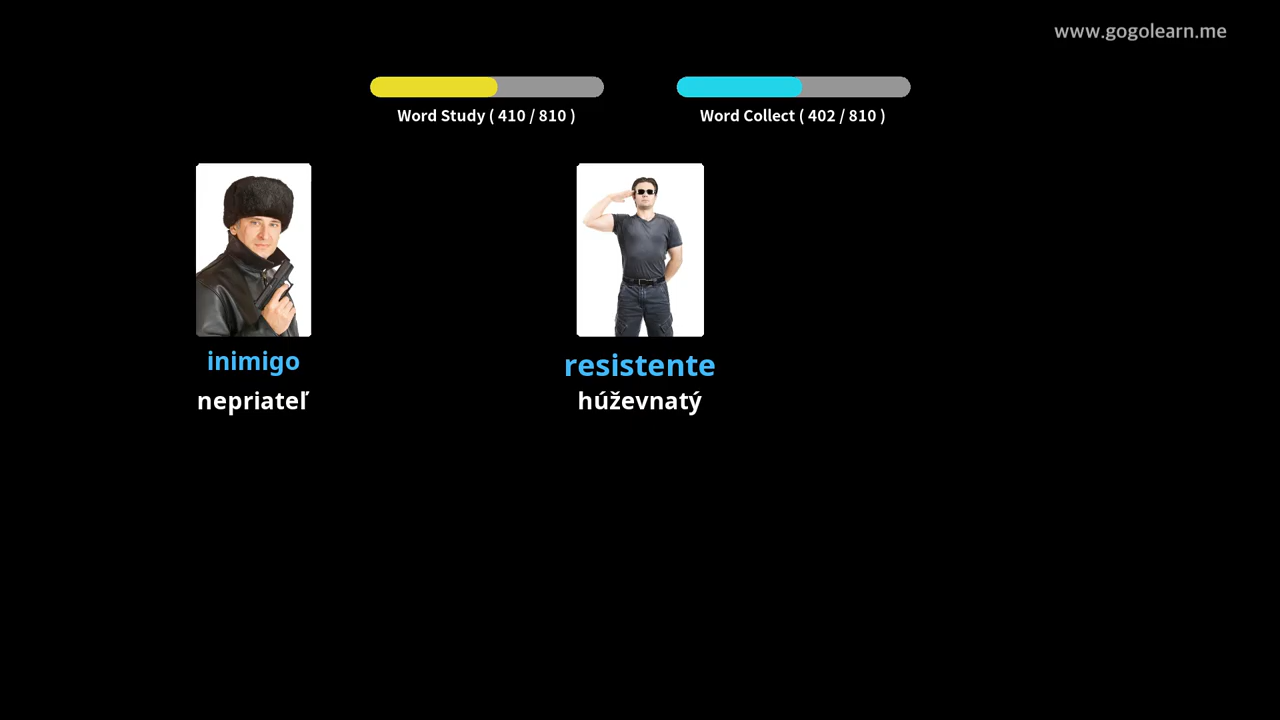 www.gogolearn.me
Word Study ( 410 / 810 )
Word Collect ( 402 / 810 )
inimigo
nepriateľ
resistente
húževnatý